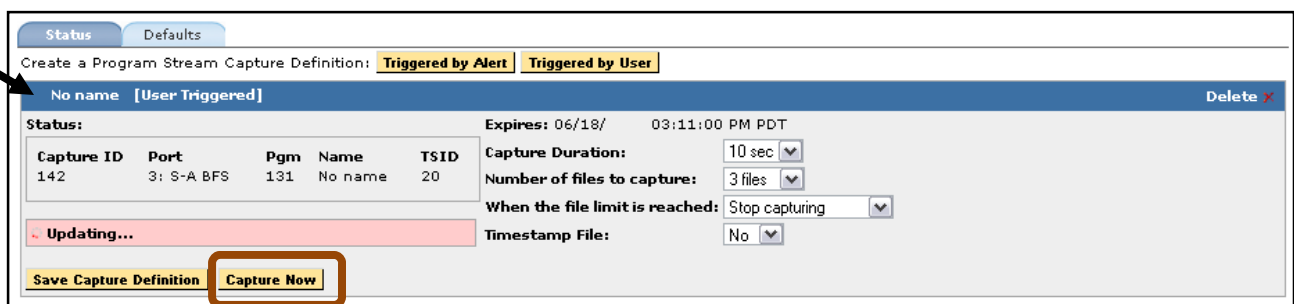 Status Defaults
Create a Program Stream Capture Definition: Triggered by Alert Triggered by User
No name [User Triggered] Delete x
Status:
Capture ID Port Pgm Name TSID
142 3: S-A BFS 131 No name 20
Updating...
Save Capture Definition Capture Now
Expires: 06/18/ 03:11:00 PM PDT
Capture Duration: 10 sec
Number of files to capture: 3 files
When the file limit is reached: Stop capturing
Timestamp File: No